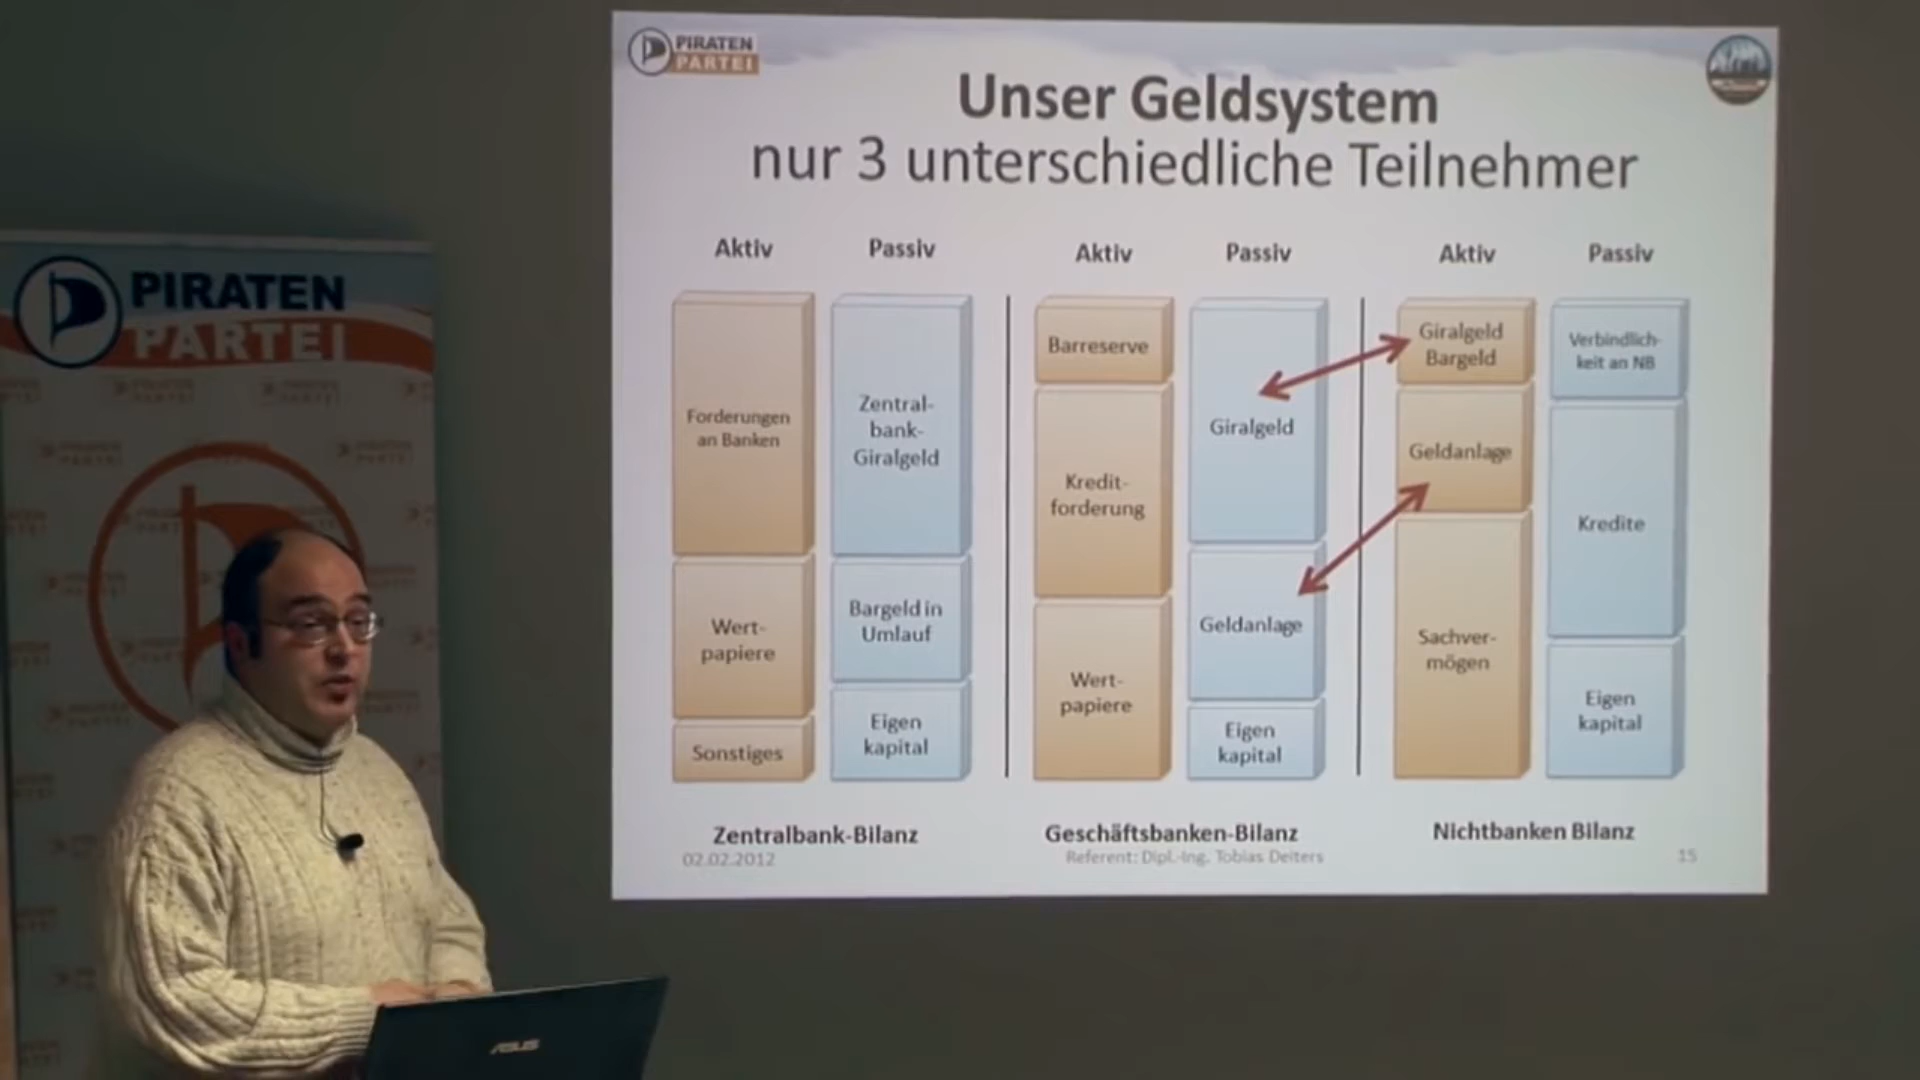 PIRATEN
PARTEI
Unser Geldsystem
nur 3 unterschiedliche Teilnehmer
Aktiv
Passiv
Aktiv
Passiv
Aktiv
Passiv
Forderungen
an Banken
Wert-
papiere
Sonstiges
Zentral-
bank-
Giralgeld
Bargeld in
Umlauf
Eigen
kapital
Barreserve
Kredit-
forderung
Wert-
papiere
Giralgeld
Geldanlage
Eigen
kapital
Giralgeld
Bargeld
Geldanlage
Sachver-
mögen
Verbindlich-
keit an NB
Kredite
Eigen
kapital
Zentralbank-Bilanz
Geschäftsbanken-Bilanz
Nichtbanken Bilanz
02.02.2012
Referent: Dipl.-Ing. Tobias Deiters
15
PIRATEN
PARTEI
ASUS